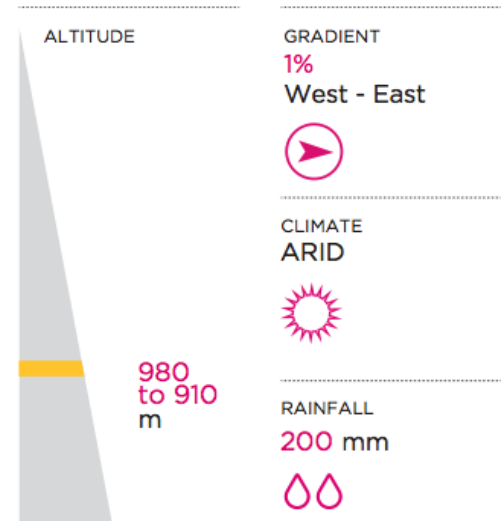 ALTITUDE
980
to 910
m
GRADIENT
1%
West - East
CLIMATE
ARID
RAINFALL
200 mm